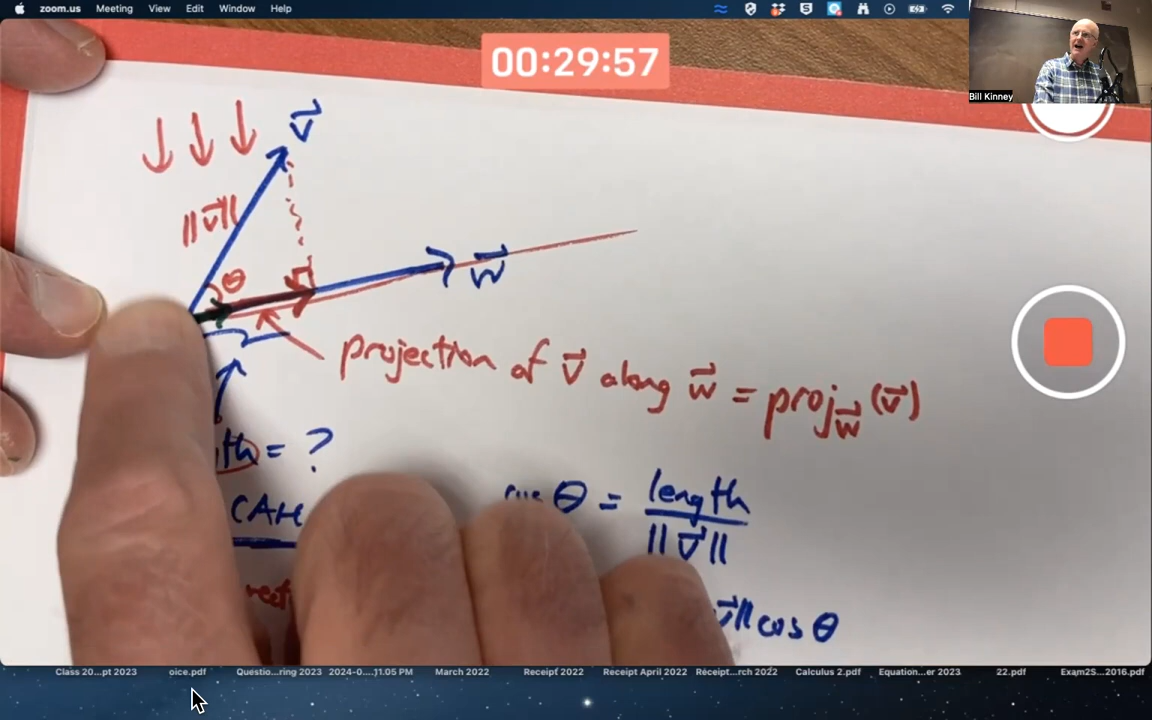 zoom.us Meeting View Edit Window Help
00:29:57
Bill Kinney
v⃗
||v⃗||
θ
w⃗
projection of v⃗ along w⃗ = proj_w⃗ (v⃗)
= ?
CAH
cos θ = length / ||v⃗||
v⃗|| cos θ
Class 20...pt 2023 oice.pdf Questio...ring 2023 2024-0....11.05 PM March 2022 Receipt 2022 Receipt April 2022 Receipt...rch 2022 Calculus 2.pdf Equation...er 2023 22.pdf Exam2S...2016.pdf